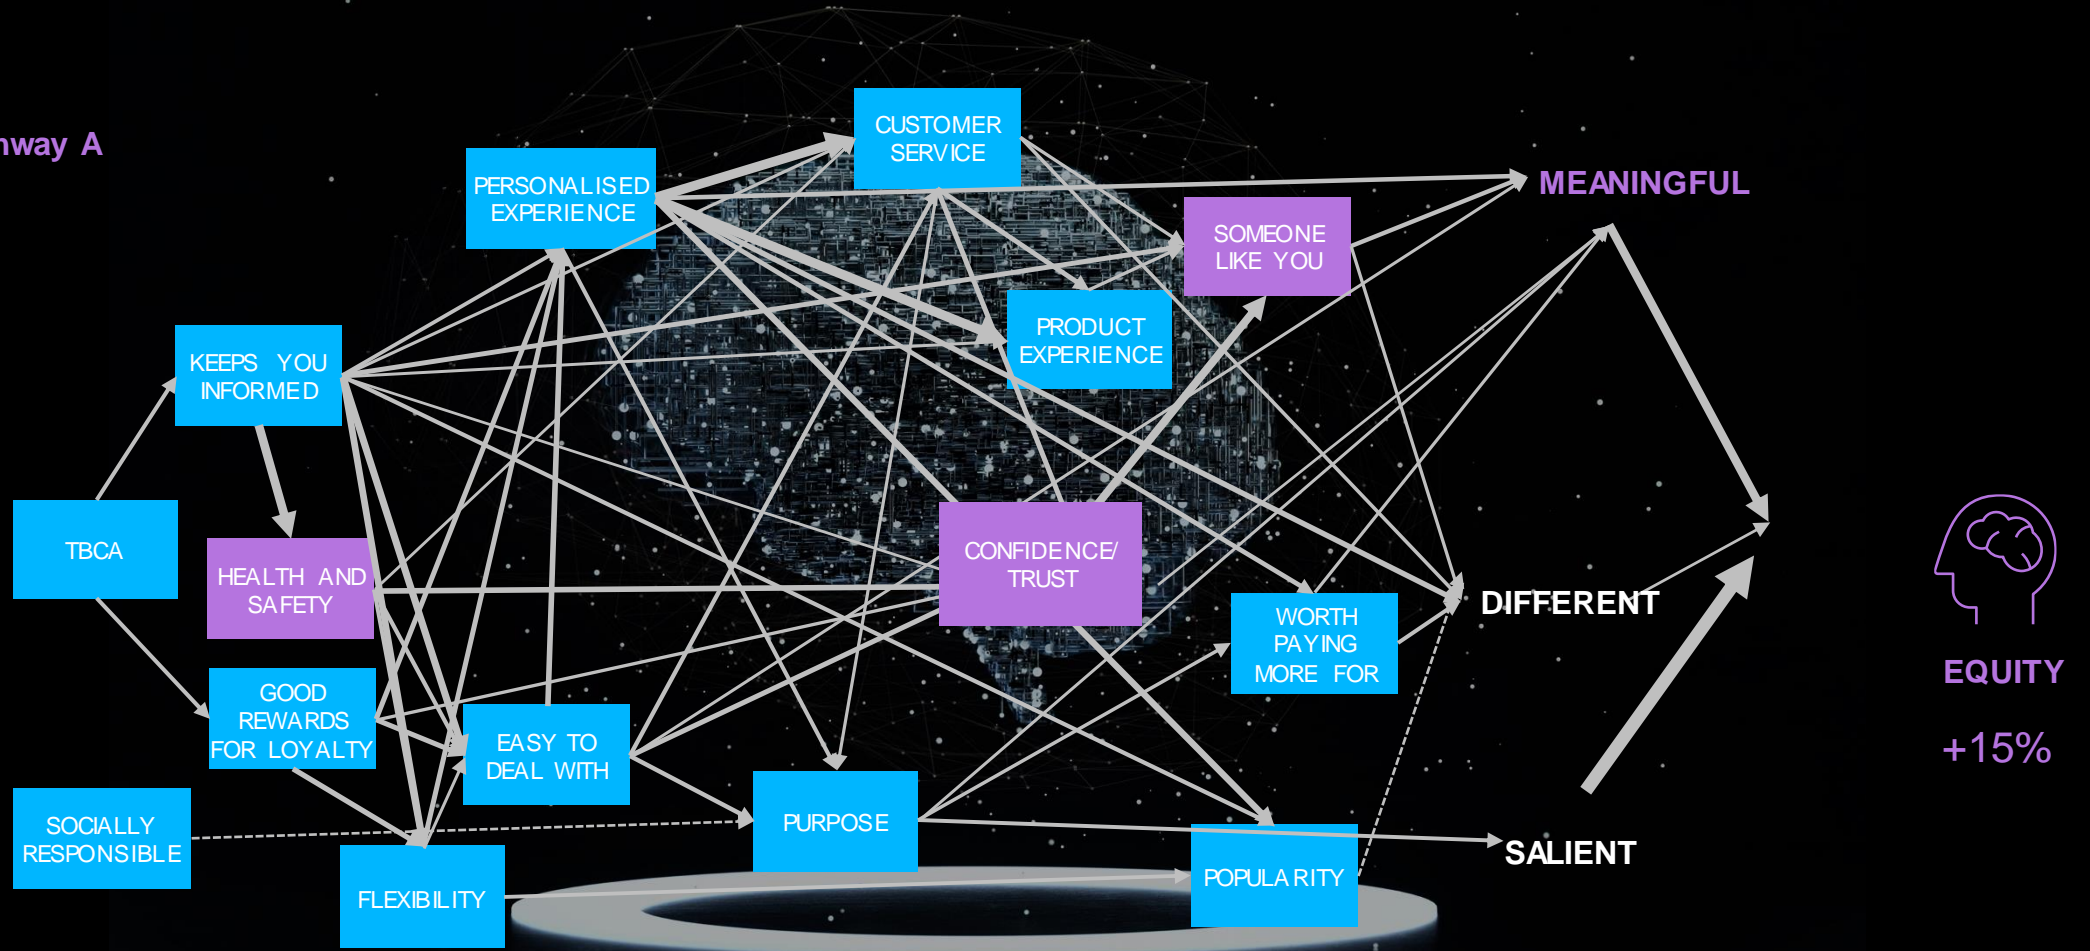 nway A
CUSTOMER
SERVICE
PERSONALISED
EXPERIENCE
MEANINGFUL
SOMEONE
LIKE YOU
PRODUCT
EXPERIENCE
KEEPS YOU
INFORMED
TBCA
HEALTH AND
SAFETY
CONFIDENCE/
TRUST
DIFFERENT
WORTH
PAYING
MORE FOR
EQUITY
+15%
GOOD
REWARDS
FOR LOYALTY
EASY TO
DEAL WITH
SOCIALLY
RESPONSIBLE
PURPOSE
SALIENT
FLEXIBILITY
POPULARITY